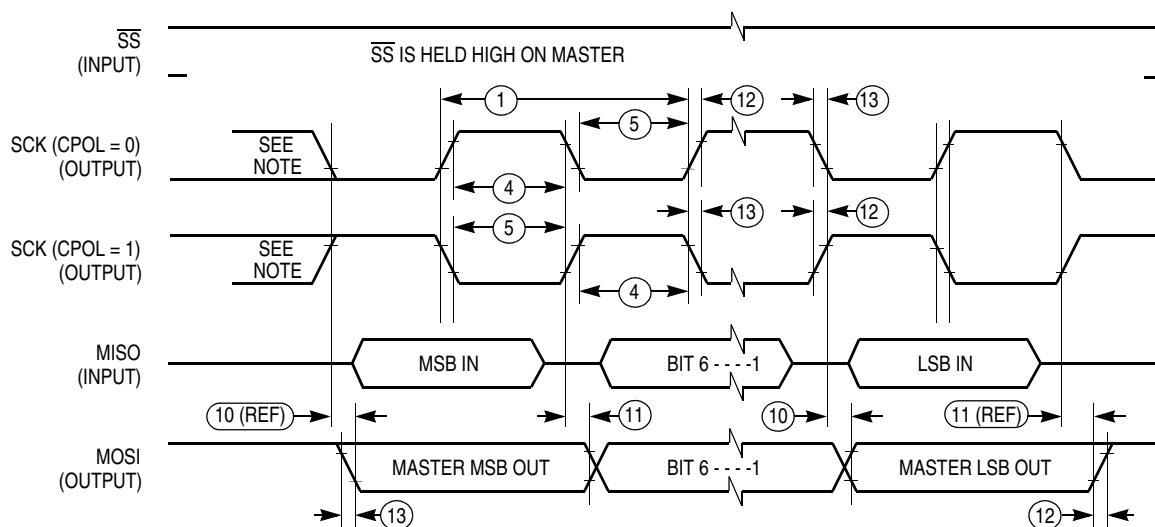 SS
(INPUT)
SS IS HELD HIGH ON MASTER
1
12
13
5
SCK (CPOL = 0)
(OUTPUT)
SEE
NOTE
4
13
12
5
SCK (CPOL = 1)
(OUTPUT)
SEE
NOTE
4
MISO
(INPUT)
MSB IN
BIT 6 - - - -1
LSB IN
10 (REF)
11
10
11 (REF)
MOSI
(OUTPUT)
MASTER MSB OUT
BIT 6 - - - -1
MASTER LSB OUT
13
12